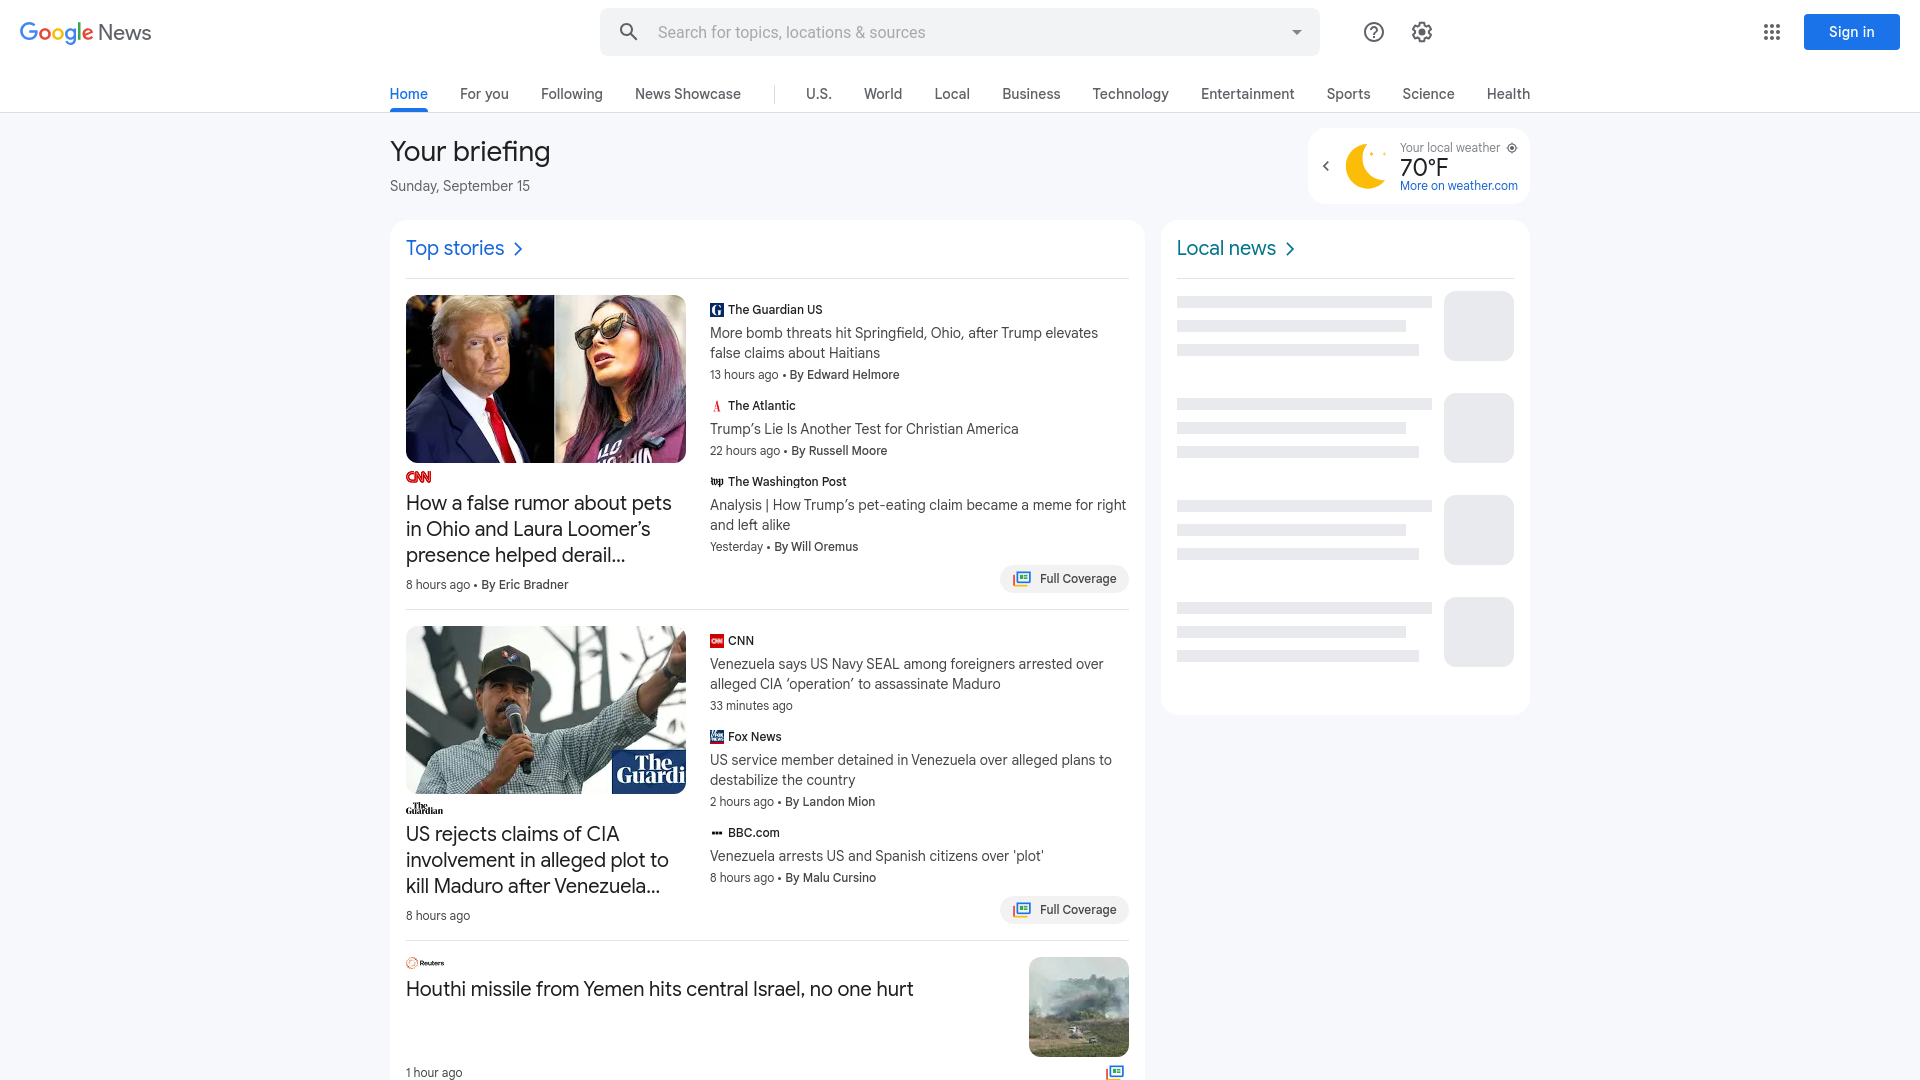 Google News
Search for topics, locations & sources
Sign in
Home
For you
Following
News Showcase
U.S.
World
Local
Business
Technology
Entertainment
Sports
Science
Health
Your briefing
Sunday, September 15
Your local weather
70°F
More on weather.com
Top stories
CNN
How a false rumor about pets
in Ohio and Laura Loomer’s
presence helped derail...
8 hours ago • By Eric Bradner
The Guardian US
More bomb threats hit Springfield, Ohio, after Trump elevates
false claims about Haitians
13 hours ago • By Edward Helmore
The Atlantic
Trump’s Lie Is Another Test for Christian America
22 hours ago • By Russell Moore
The Washington Post
Analysis | How Trump’s pet-eating claim became a meme for right
and left alike
Yesterday • By Will Oremus
Full Coverage
The
Guardi
The
Guardian
US rejects claims of CIA
involvement in alleged plot to
kill Maduro after Venezuela...
8 hours ago
CNN
Venezuela says US Navy SEAL among foreigners arrested over
alleged CIA ‘operation’ to assassinate Maduro
33 minutes ago
Fox News
US service member detained in Venezuela over alleged plans to
destabilize the country
2 hours ago • By Landon Mion
BBC.com
Venezuela arrests US and Spanish citizens over 'plot'
8 hours ago • By Malu Cursino
Full Coverage
Reuters
Houthi missile from Yemen hits central Israel, no one hurt
1 hour ago
Local news